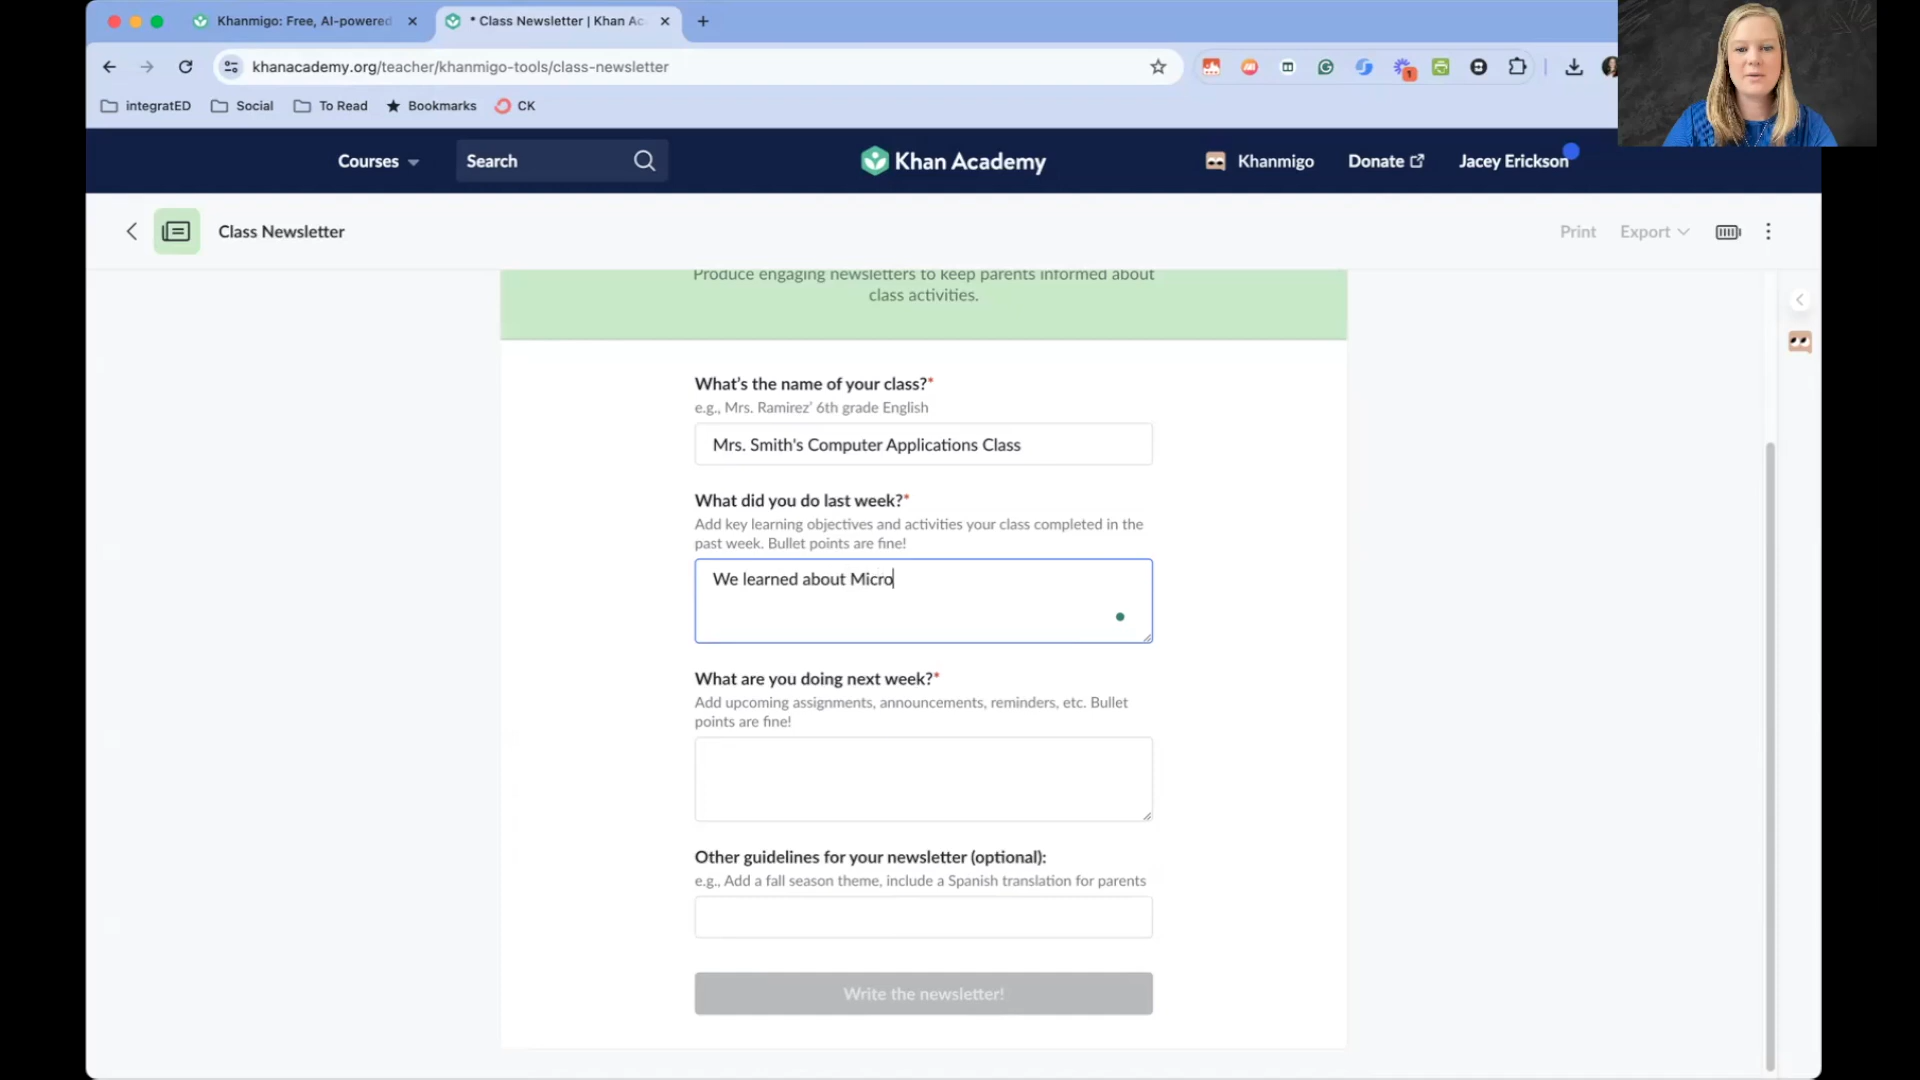 Khanmigo: Free, AI-powered
* Class Newsletter | Khan Ac
khanacademy.org/teacher/khanmigo-tools/class-newsletter
1
integratED
Social
To Read
Bookmarks
CK
Courses
Search
Khan Academy
Khanmigo
Donate
Jacey Erickson
Class Newsletter
Print
Export
Produce engaging newsletters to keep parents informed about
class activities.
What's the name of your class?*
e.g., Mrs. Ramirez' 6th grade English
Mrs. Smith's Computer Applications Class
What did you do last week?*
Add key learning objectives and activities your class completed in the
past week. Bullet points are fine!
We learned about Micro
What are you doing next week?*
Add upcoming assignments, announcements, reminders, etc. Bullet
points are fine!
Other guidelines for your newsletter (optional):
e.g., Add a fall season theme, include a Spanish translation for parents
Write the newsletter!